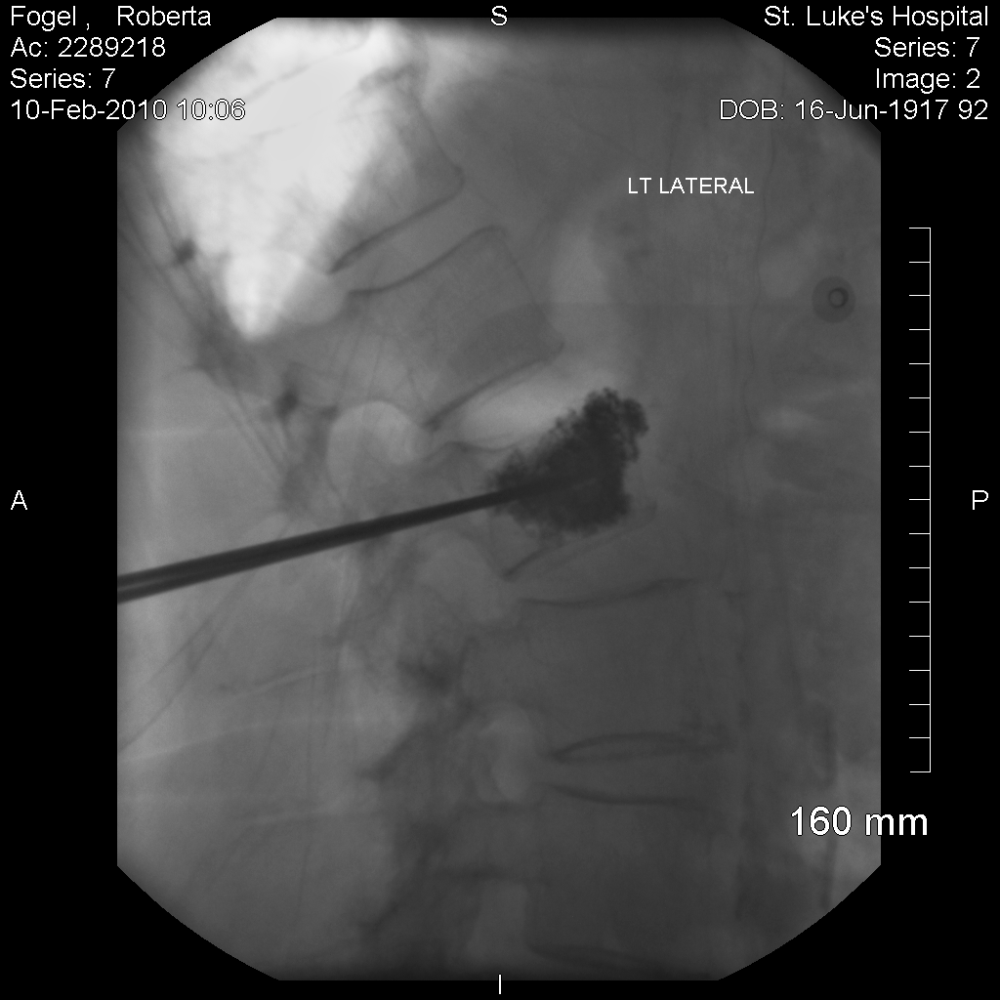 Fogel , Roberta
Ac: 2289218
Series: 7
10-Feb-2010 10:06
S
St. Luke's Hospital
Series: 7
Image: 2
DOB: 16-Jun-1917 92
LT LATERAL
A
P
160 mm
I